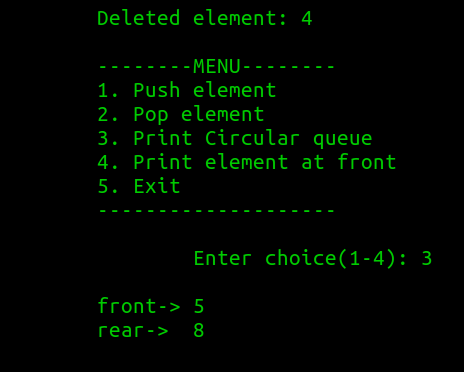 Deleted element: 4
--------MENU--------
1. Push element
2. Pop element
3. Print Circular queue
4. Print element at front
5. Exit
--------------------
Enter choice(1-4): 3
front-> 5
rear->  8